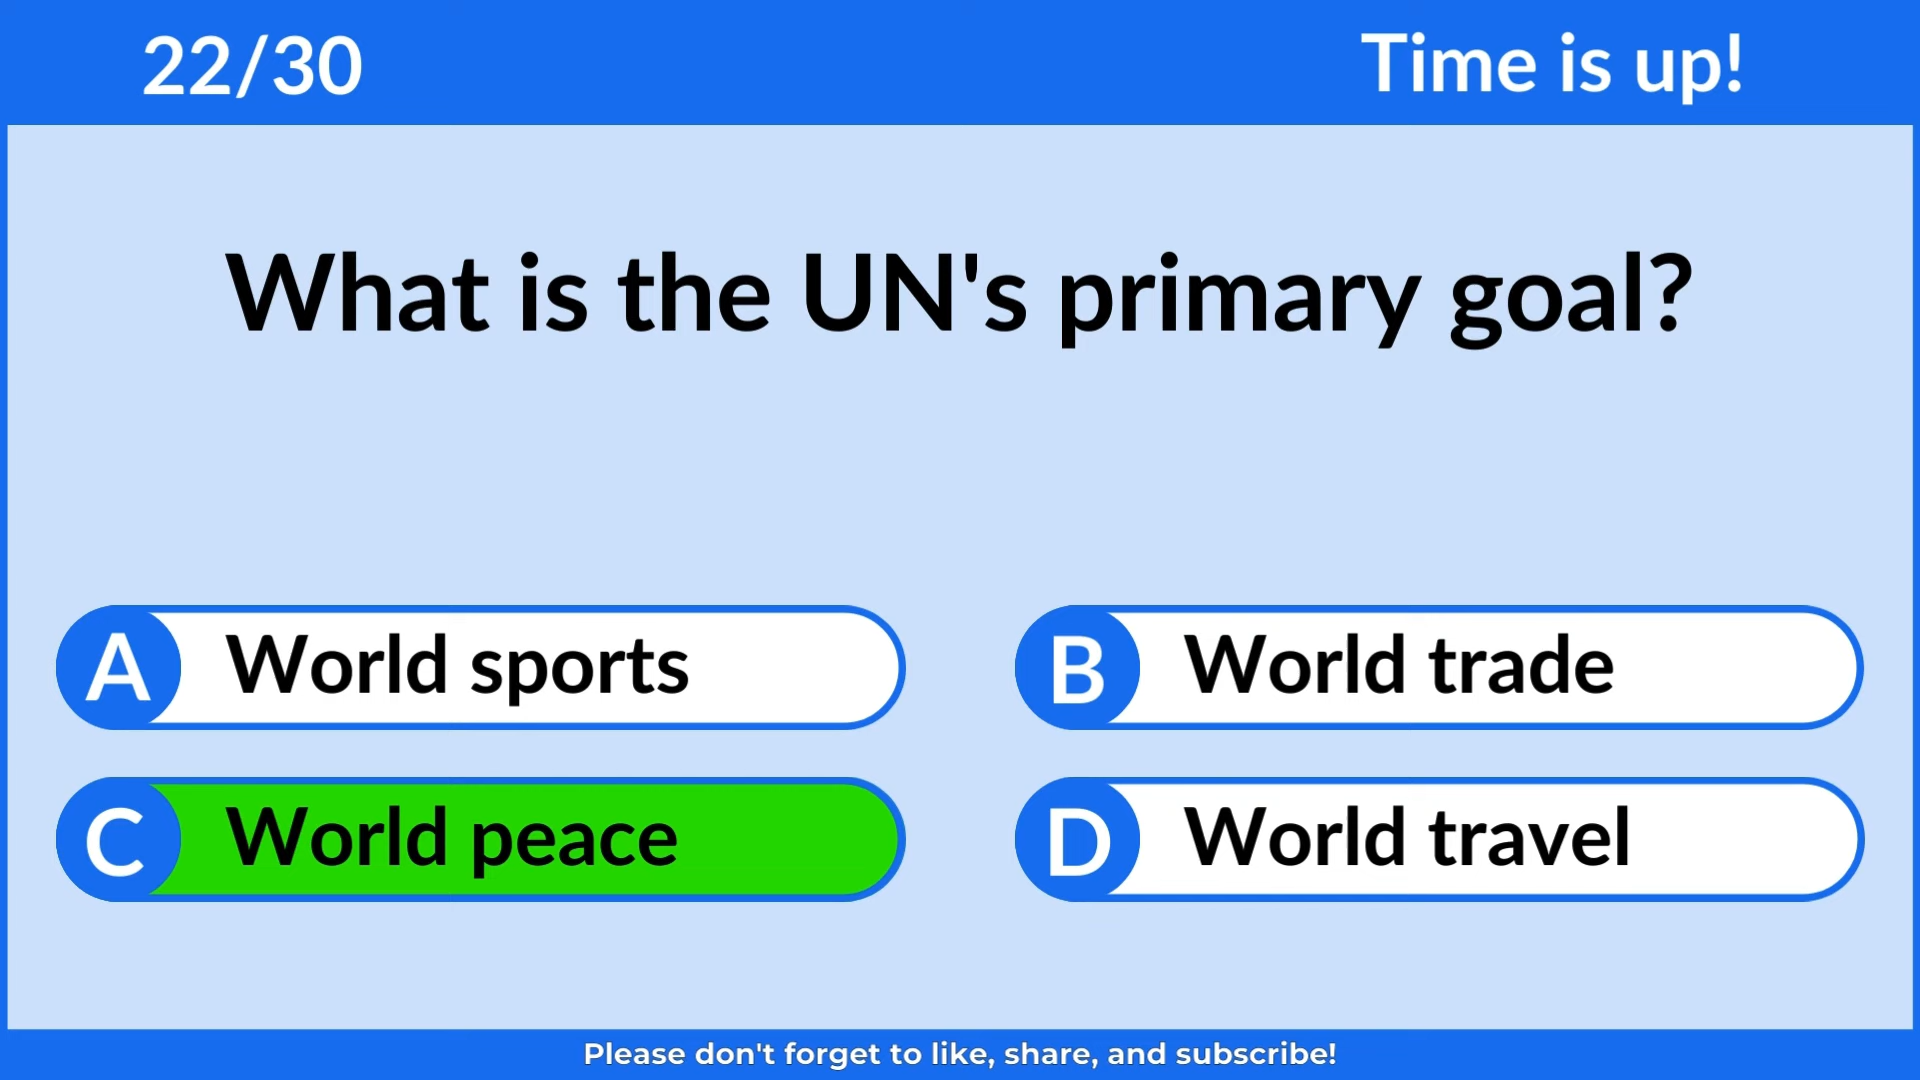 22/30
Time is up!
What is the UN's primary goal?
A World sports
B World trade
C World peace
D World travel
Please don't forget to like, share, and subscribe!